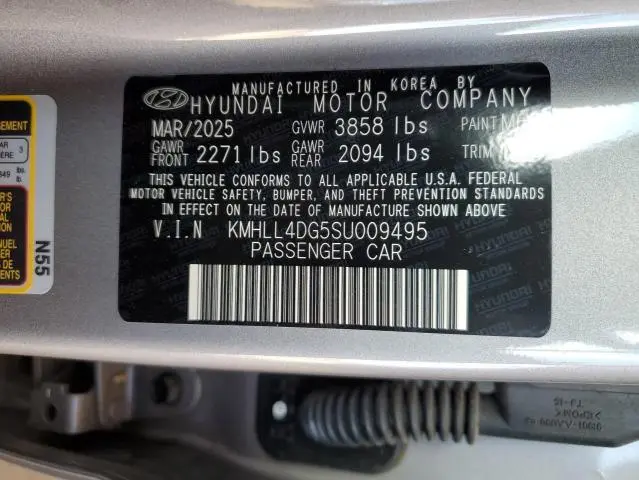 MANUFACTURED IN KOREA BY
HYUNDAI MOTOR COMPANY
MAR/2025 GVWR 3858 lbs PAINT
GAWR FRONT 2271 lbs GAWR REAR 2094 lbs TRIM
THIS VEHICLE CONFORMS TO ALL APPLICABLE U.S.A. FEDERAL
MOTOR VEHICLE SAFETY, BUMPER, AND THEFT PREVENTION STANDARDS
IN EFFECT ON THE DATE OF MANUFACTURE SHOWN ABOVE
V.I.N KMHLL4DG5SU009495
PASSENGER CAR
N55